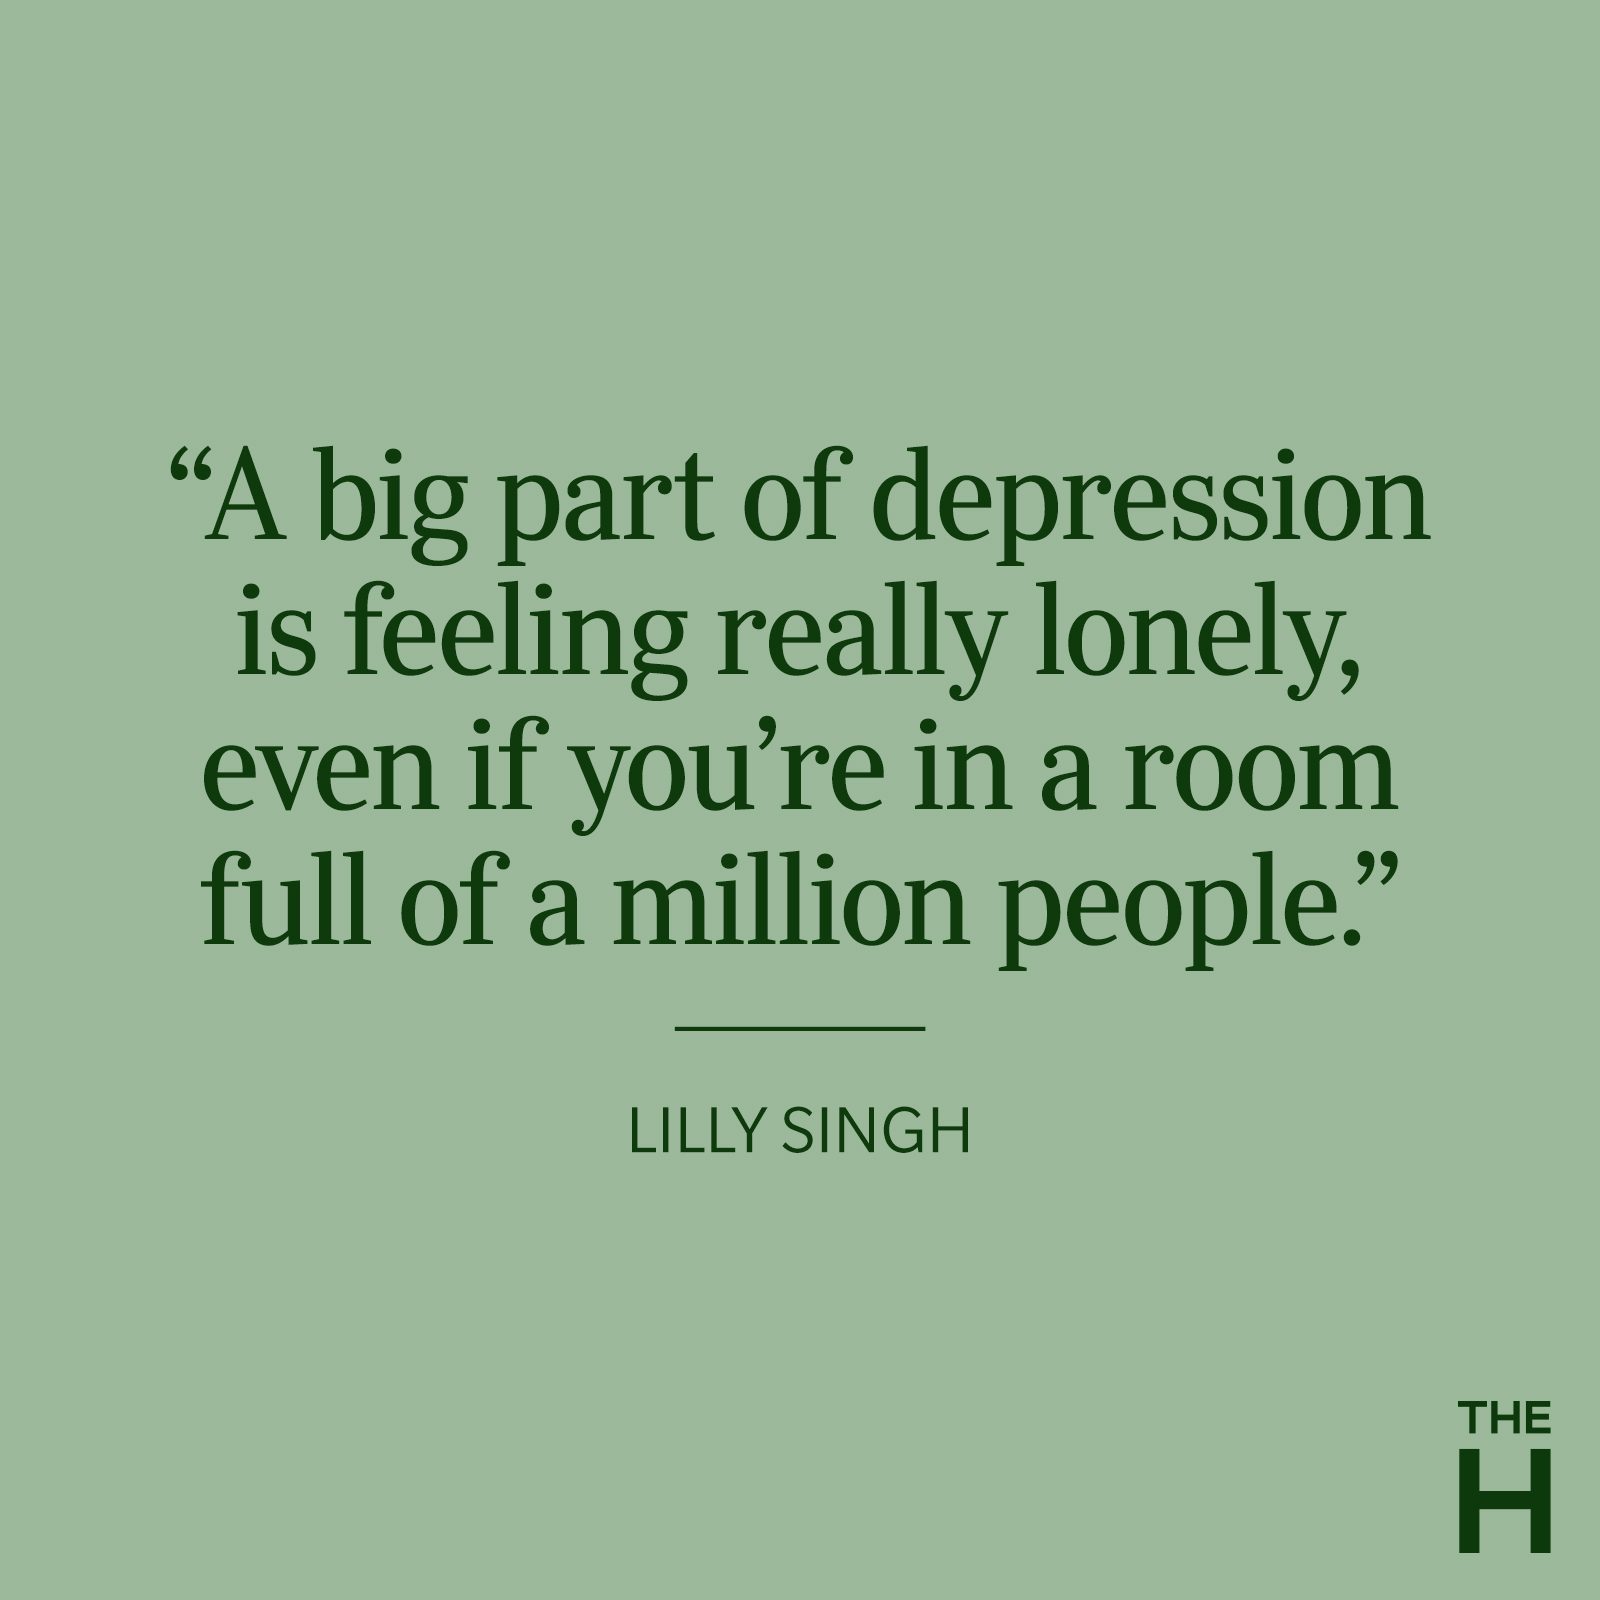 “A big part of depression
is feeling really lonely,
even if you’re in a room
full of a million people.”
LILLY SINGH
THE
H